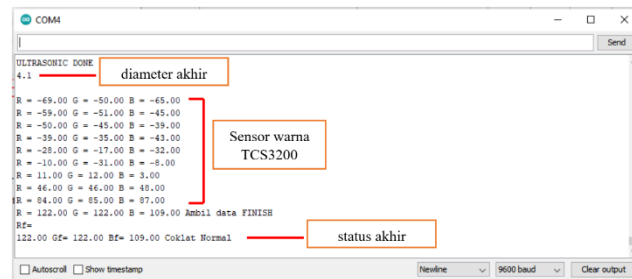 COM4
Send
ULTRASONIC DONE
4.1
diameter akhir
R = -69.00 G = -50.00 B = -65.00
R = -59.00 G = -51.00 B = -45.00
R = -50.00 G = -45.00 B = -39.00
R = -39.00 G = -35.00 B = -43.00
R = -28.00 G = -17.00 B = -32.00
R = -10.00 G = -31.00 B = -8.00
R = 11.00 G = 12.00 B = 3.00
R = 46.00 G = 46.00 B = 48.00
R = 84.00 G = 85.00 B = 87.00
Sensor warna
TCS3200
R = 122.00 G = 122.00 B = 109.00 Ambil data FINISH
Rf=
122.00 Gf= 122.00 Bf= 109.00 Coklat Normal
status akhir
Autoscroll Show timestamp Newline 9600 baud Clear output